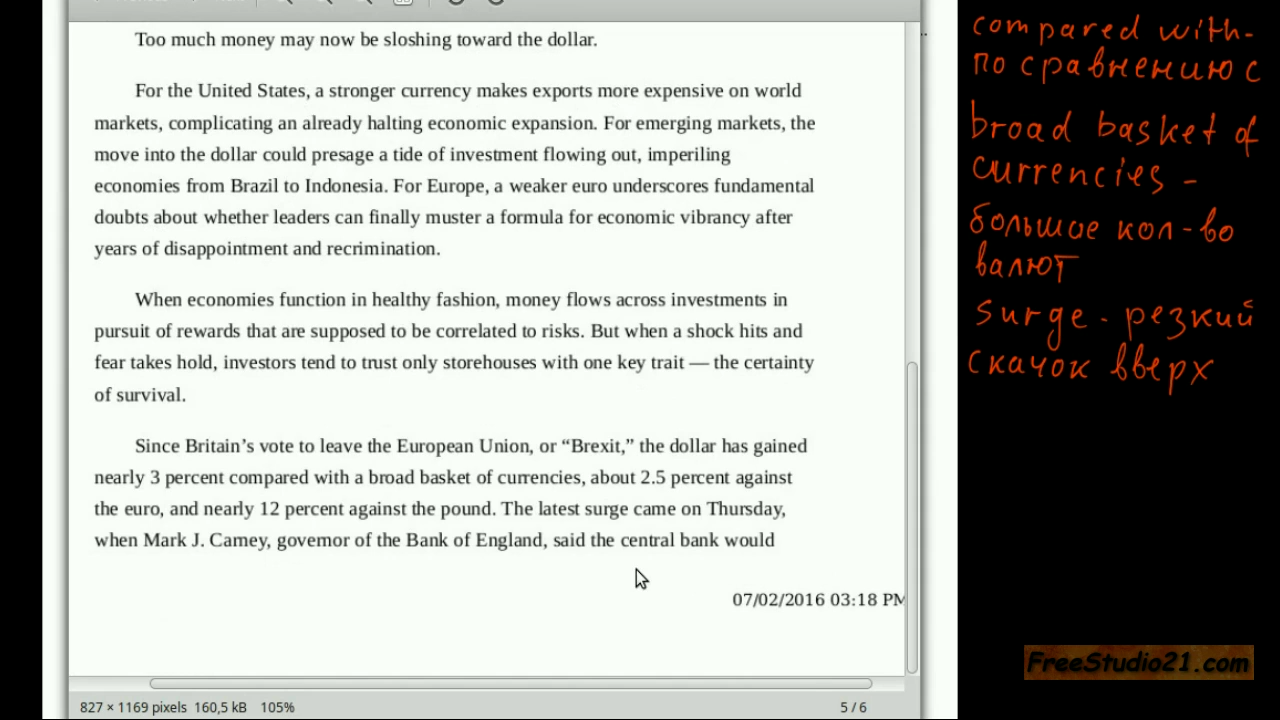 Too much money may now be sloshing toward the dollar.
For the United States, a stronger currency makes exports more expensive on world
markets, complicating an already halting economic expansion. For emerging markets, the
move into the dollar could presage a tide of investment flowing out, imperiling
economies from Brazil to Indonesia. For Europe, a weaker euro underscores fundamental
doubts about whether leaders can finally muster a formula for economic vibrancy after
years of disappointment and recrimination.
When economies function in healthy fashion, money flows across investments in
pursuit of rewards that are supposed to be correlated to risks. But when a shock hits and
fear takes hold, investors tend to trust only storehouses with one key trait — the certainty
of survival.
Since Britain’s vote to leave the European Union, or “Brexit,” the dollar has gained
nearly 3 percent compared with a broad basket of currencies, about 2.5 percent against
the euro, and nearly 12 percent against the pound. The latest surge came on Thursday,
when Mark J. Carney, governor of the Bank of England, said the central bank would
07/02/2016 03:18 PM
827 × 1169 pixels 160,5 kB 105%
5 / 6
compared with-
по сравнению с
broad basket of
currencies -
большое кол-во
валют
surge - резкий
скачок вверх
FreeStudio21.com